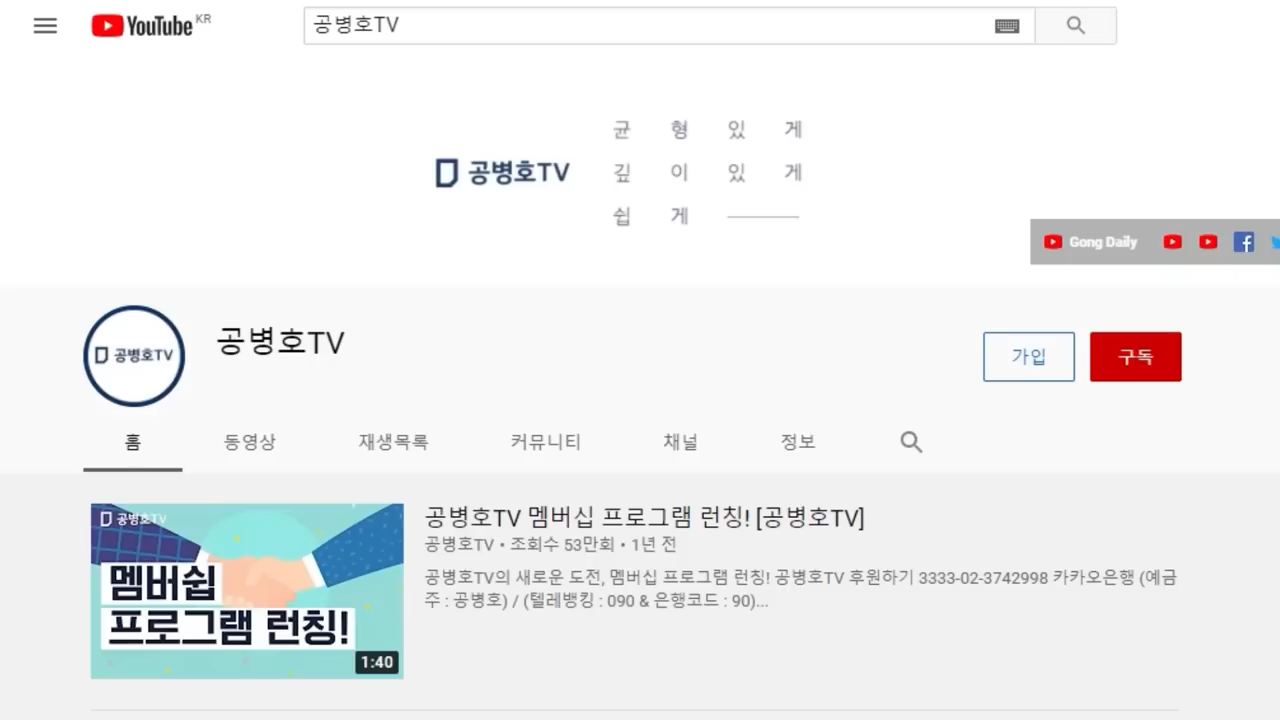 YouTube KR
공병호TV
균 형 있 게
공병호TV
깊 이 있 게
쉽 게
Gong Daily
공병호TV
공병호TV
가입
구독
홈
동영상
재생목록
커뮤니티
채널
정보
공병호TV
멤버쉽
프로그램 런칭!
1:40
공병호TV 멤버십 프로그램 런칭! [공병호TV]
공병호TV • 조회수 53만회 • 1년 전
공병호TV의 새로운 도전, 멤버십 프로그램 런칭! 공병호TV 후원하기 3333-02-3742998 카카오은행 (예금
주 : 공병호) / (텔레뱅킹 : 090 & 은행코드 : 90)...